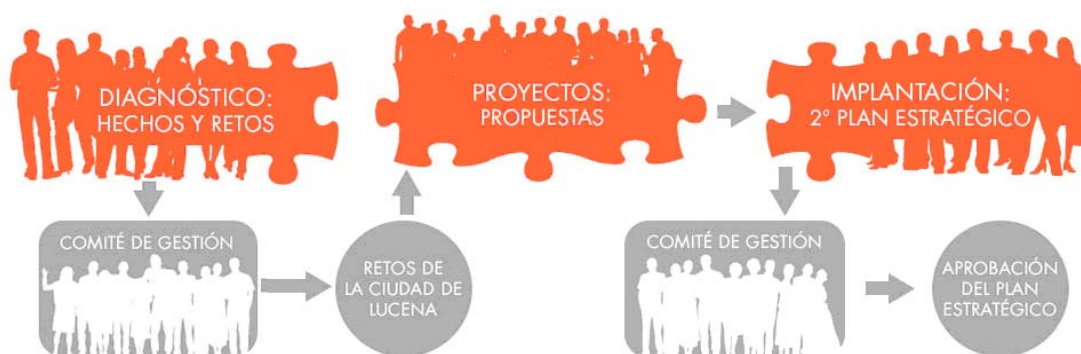 DIAGNÓSTICO:
HECHOS Y RETOS
COMITÉ DE GESTIÓN
RETOS DE
LA CIUDAD DE
LUCENA
PROYECTOS:
PROPUESTAS
IMPLANTACIÓN:
2º PLAN ESTRATÉGICO
COMITÉ DE GESTIÓN
APROBACIÓN
DEL PLAN
ESTRATÉGICO